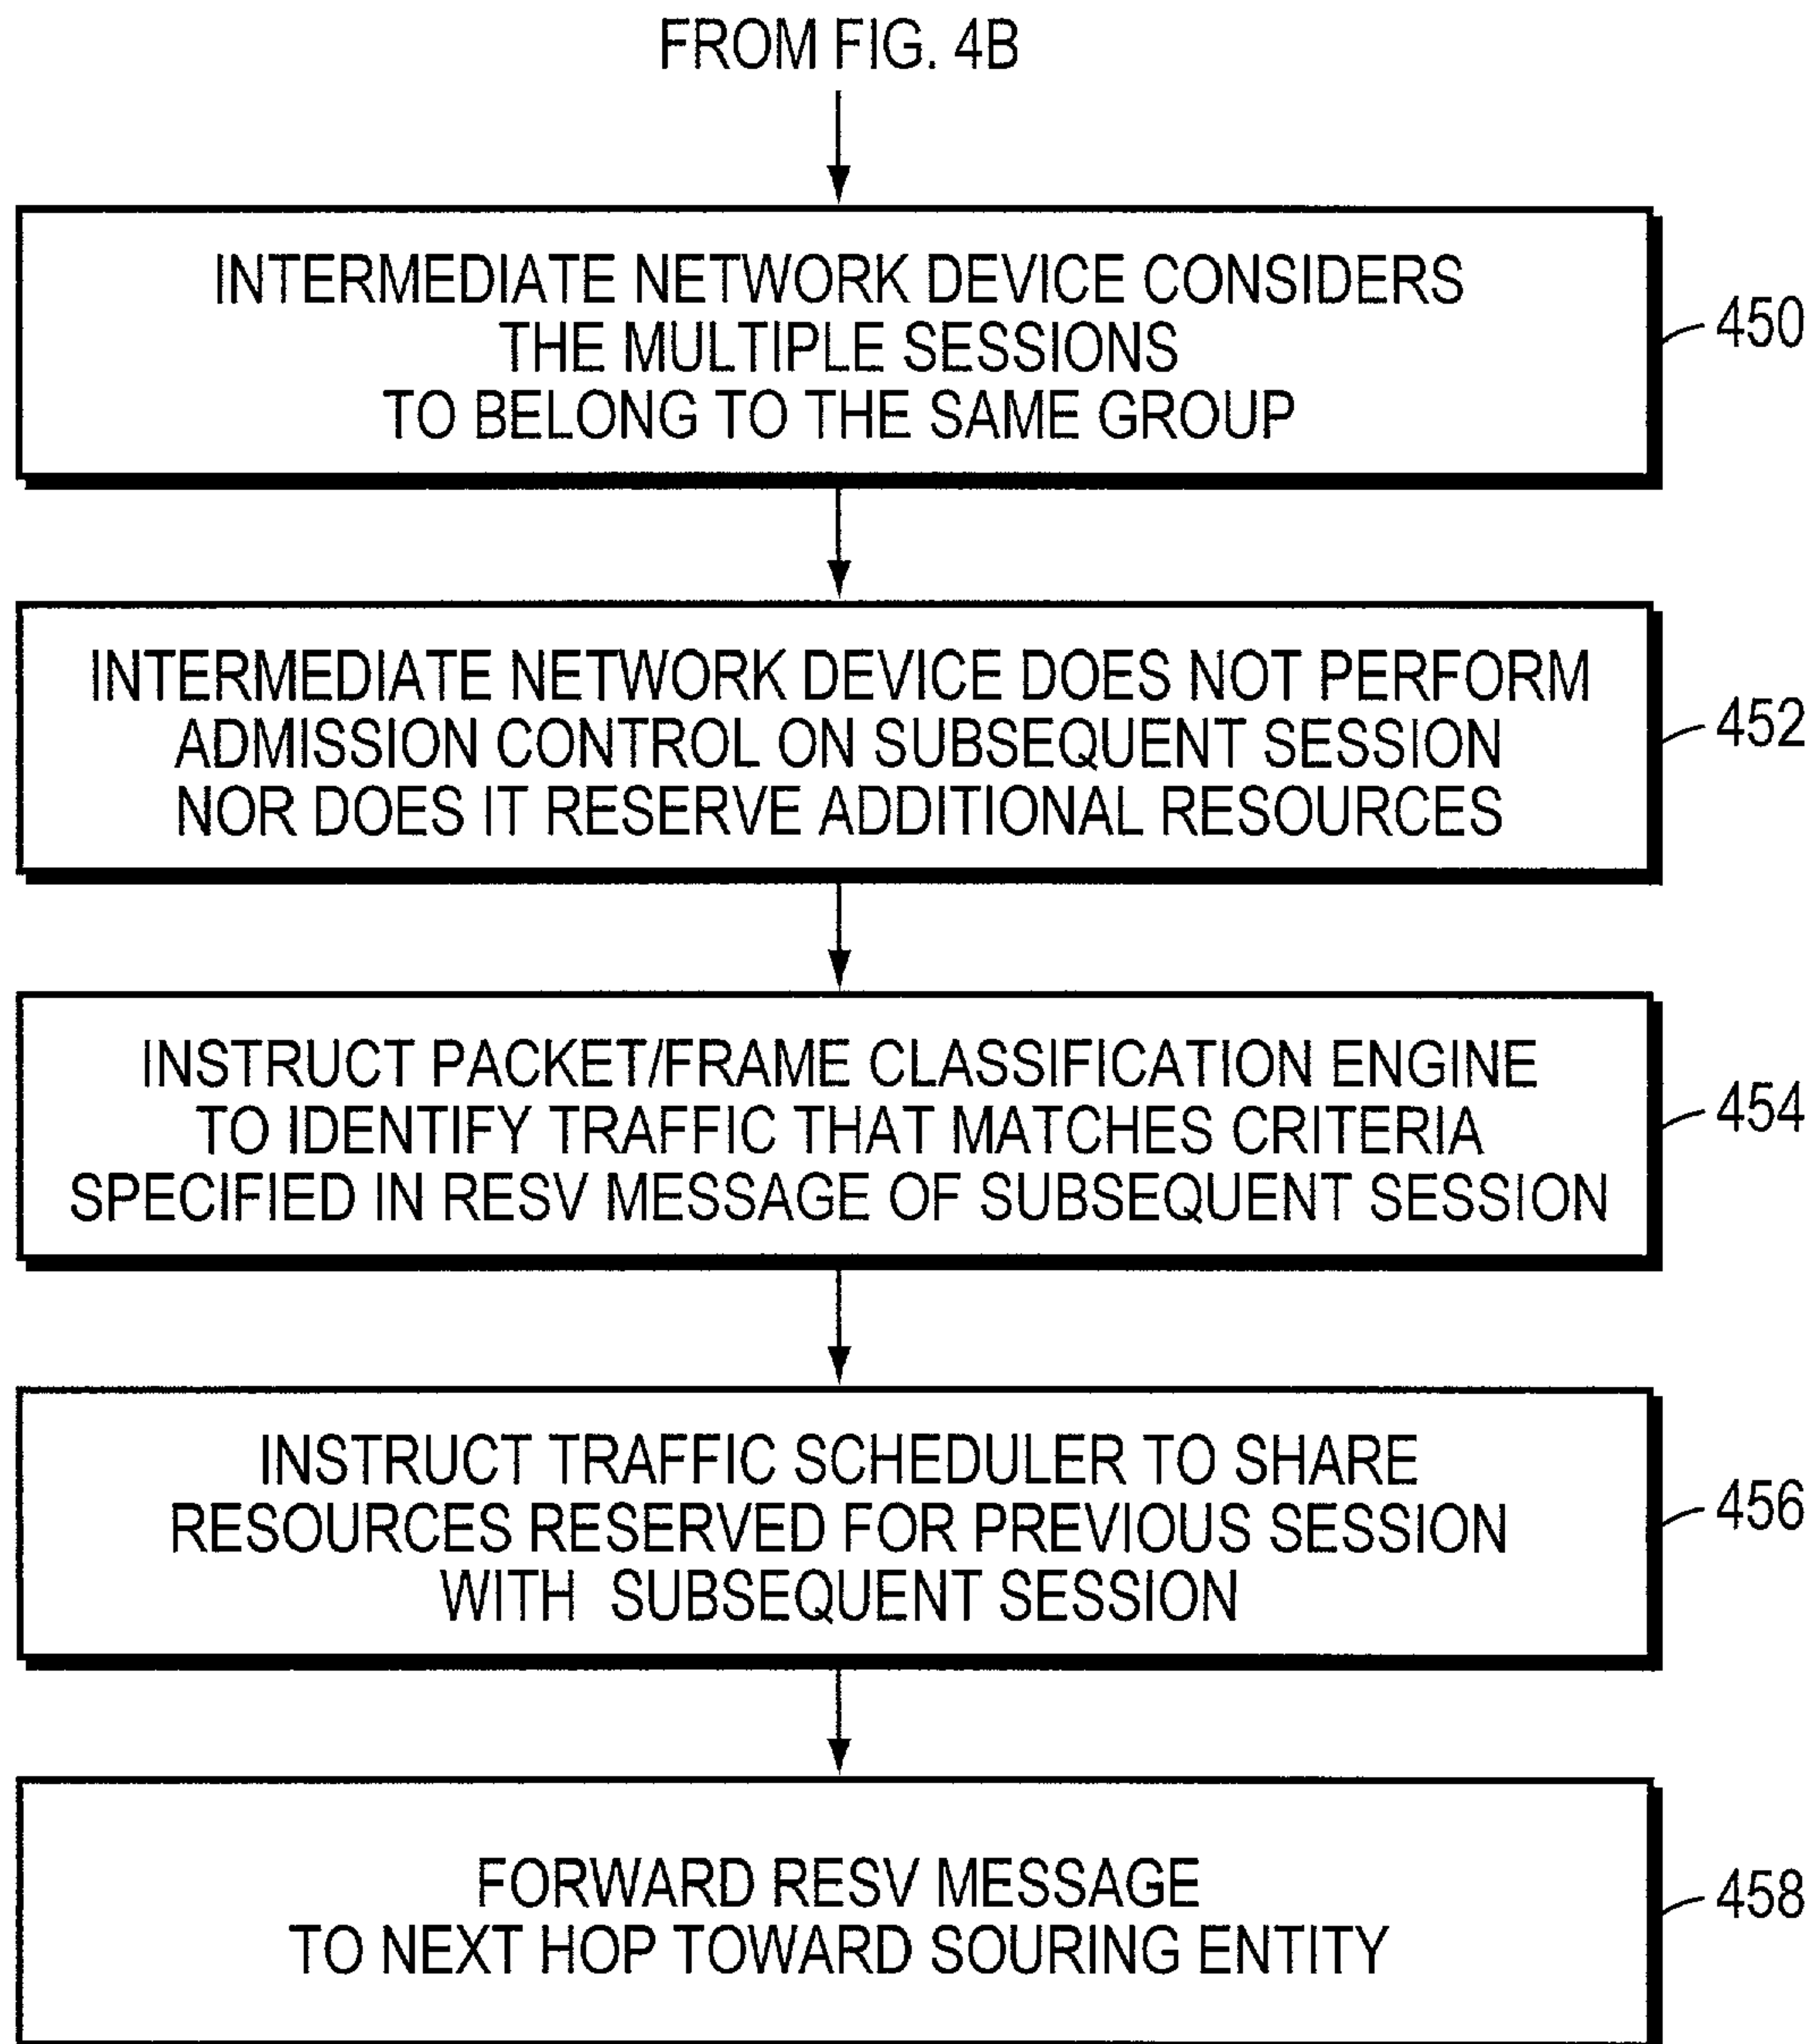 FROM FIG. 4B
INTERMEDIATE NETWORK DEVICE CONSIDERS
THE MULTIPLE SESSIONS
TO BELONG TO THE SAME GROUP
450
INTERMEDIATE NETWORK DEVICE DOES NOT PERFORM
ADMISSION CONTROL ON SUBSEQUENT SESSION
NOR DOES IT RESERVE ADDITIONAL RESOURCES
452
INSTRUCT PACKET/FRAME CLASSIFICATION ENGINE
TO IDENTIFY TRAFFIC THAT MATCHES CRITERIA
SPECIFIED IN RESV MESSAGE OF SUBSEQUENT SESSION
454
INSTRUCT TRAFFIC SCHEDULER TO SHARE
RESOURCES RESERVED FOR PREVIOUS SESSION
WITH SUBSEQUENT SESSION
456
FORWARD RESV MESSAGE
TO NEXT HOP TOWARD SOURING ENTITY
458